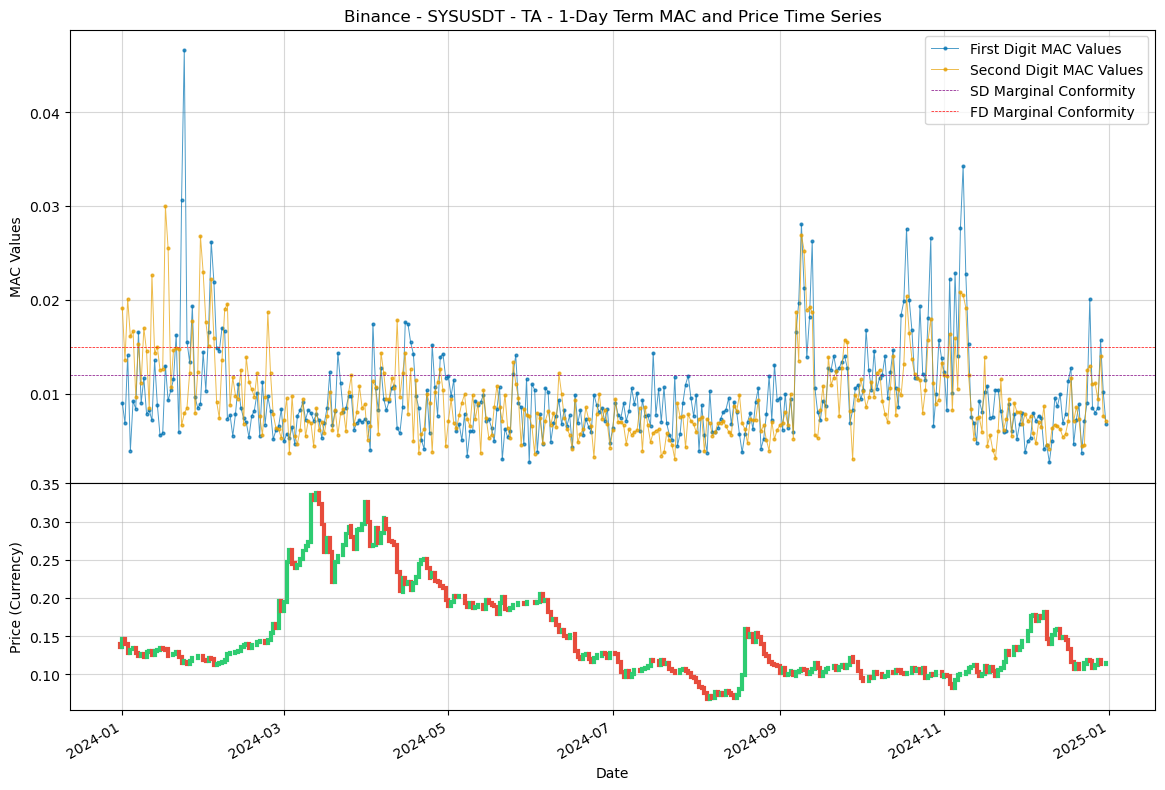 Binance - SYSUSDT - TA - 1-Day Term MAC and Price Time Series
First Digit MAC Values
Second Digit MAC Values
SD Marginal Conformity
FD Marginal Conformity
MAC Values
0.04
0.03
0.02
0.01
Price (Currency)
0.35
0.30
0.25
0.20
0.15
0.10
2024-01
2024-03
2024-05
2024-07
2024-09
2024-11
2025-01
Date